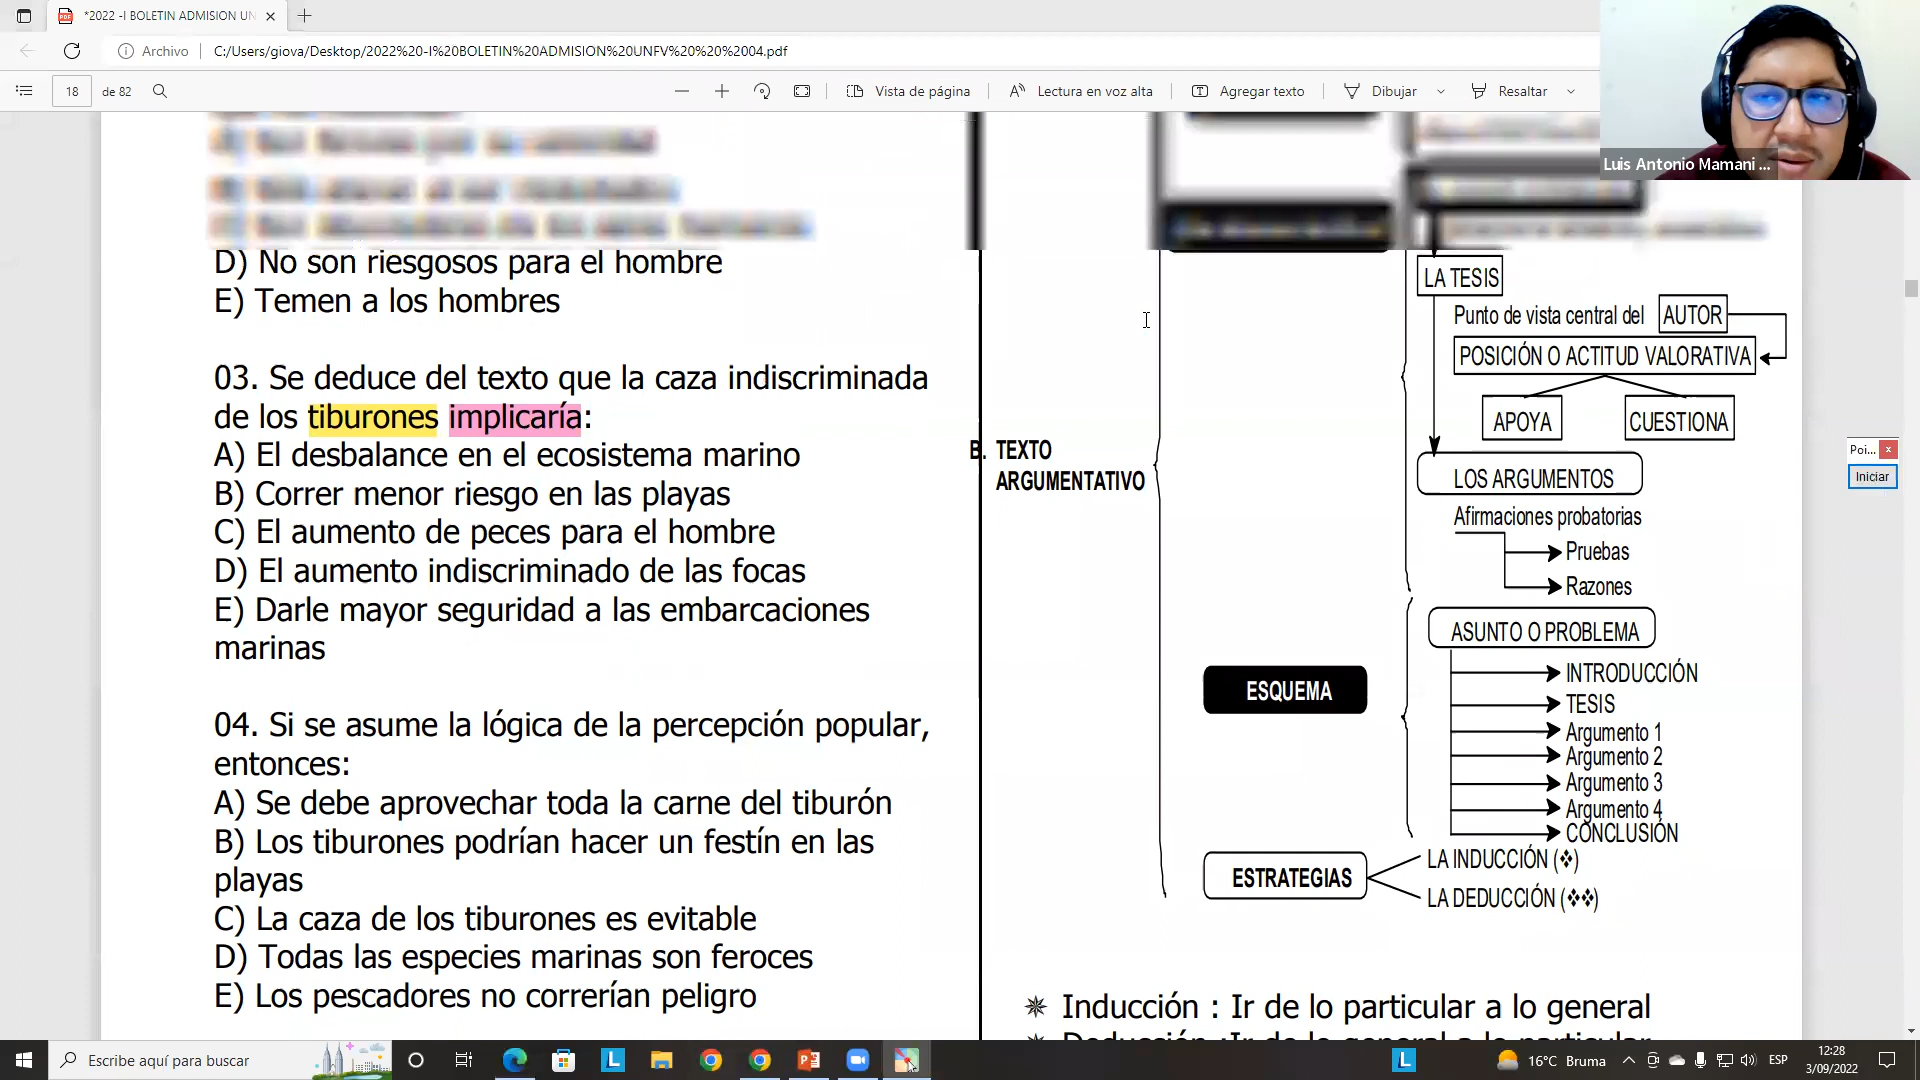 *2022 -I BOLETIN ADMISION UN
Archivo
C:/Users/giova/Desktop/2022%20-I%20BOLETIN%20ADMISION%20UNFV%20%20%2004.pdf
18
de 82
Vista de página
Lectura en voz alta
Agregar texto
Dibujar
Resaltar
Luis Antonio Mamani ...
D) No son riesgosos para el hombre
E) Temen a los hombres
03. Se deduce del texto que la caza indiscriminada
de los tiburones implicaría:
A) El desbalance en el ecosistema marino
B) Correr menor riesgo en las playas
C) El aumento de peces para el hombre
D) El aumento indiscriminado de las focas
E) Darle mayor seguridad a las embarcaciones
marinas
04. Si se asume la lógica de la percepción popular,
entonces:
A) Se debe aprovechar toda la carne del tiburón
B) Los tiburones podrían hacer un festín en las
playas
C) La caza de los tiburones es evitable
D) Todas las especies marinas son feroces
E) Los pescadores no correrían peligro
B. TEXTO
ARGUMENTATIVO
LA TESIS
Punto de vista central del AUTOR
POSICIÓN O ACTITUD VALORATIVA
APOYA
CUESTIONA
LOS ARGUMENTOS
Afirmaciones probatorias
Pruebas
Razones
ESQUEMA
ASUNTO O PROBLEMA
INTRODUCCIÓN
TESIS
Argumento 1
Argumento 2
Argumento 3
Argumento 4
CONCLUSIÓN
ESTRATEGIAS
LA INDUCCIÓN (❖)
LA DEDUCCIÓN (❖❖)
Inducción : Ir de lo particular a lo general
Deducción :Ir de lo general a lo particular
Poi...
Iniciar
Escribe aquí para buscar
16°C Bruma
ESP
12:28
3/09/2022